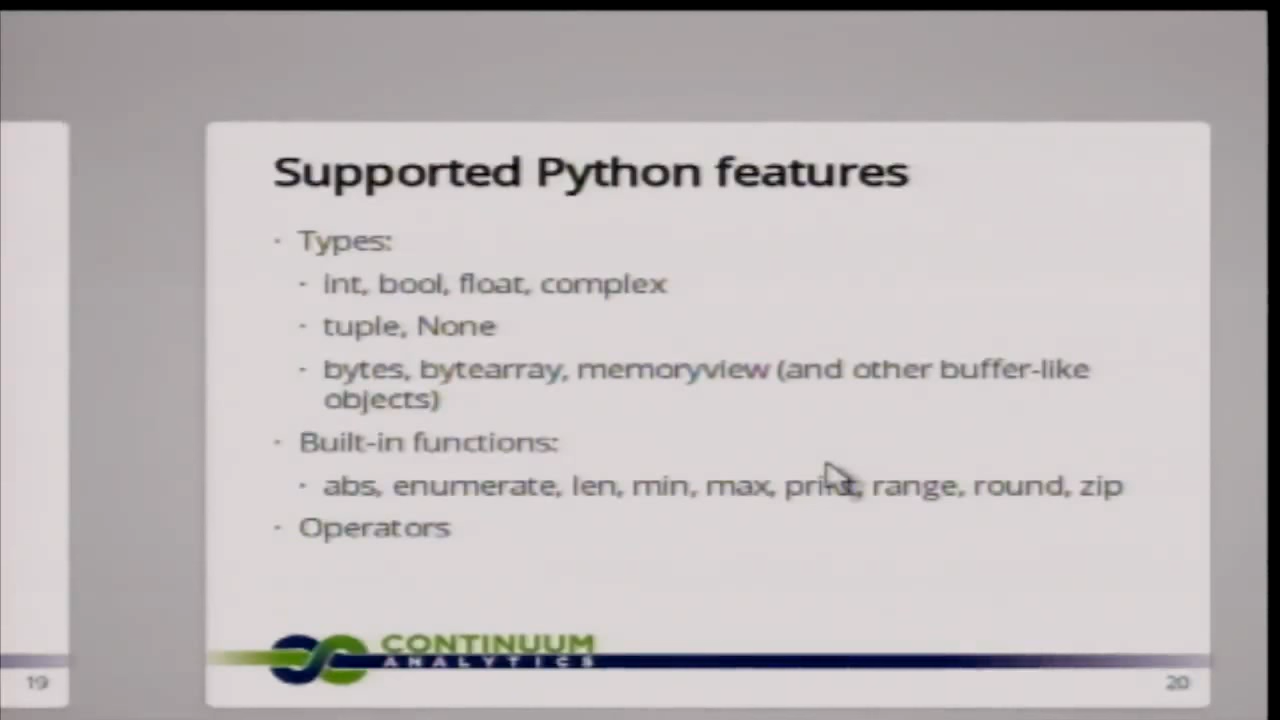 Supported Python features
· Types:
· int, bool, float, complex
· tuple, None
· bytes, bytearray, memoryview (and other buffer-like
objects)
· Built-in functions:
· abs, enumerate, len, min, max, print, range, round, zip
· Operators
CONTINUUM
ANALYTICS
19
20